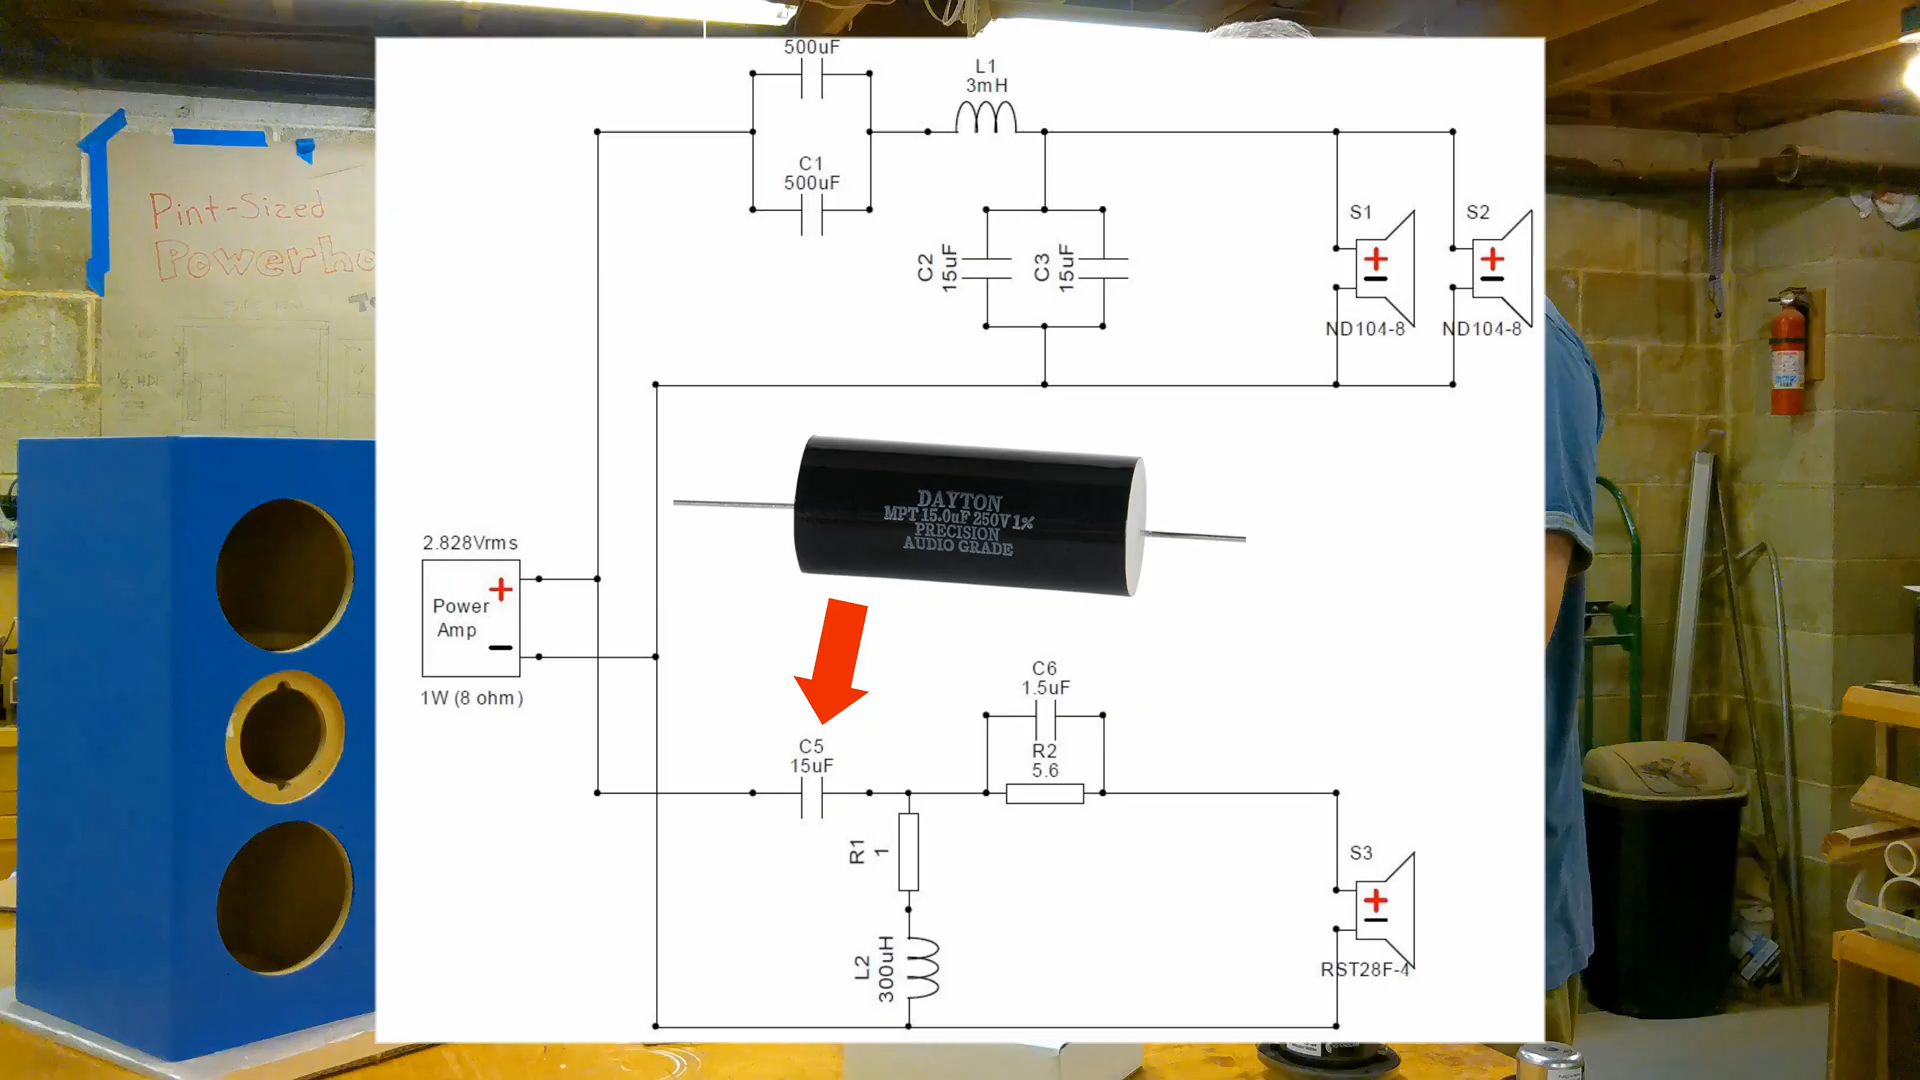 500uF
L1
3mH
C1
500uF
Pint-Sized
Powerho
C2
15uF
C3
15uF
S1
S2
+
−
+
−
ND104-8
ND104-8
DAYTON
MPT 15.0uF 250V 1%
PRECISION
AUDIO GRADE
2.828Vrms
+
Power
Amp
−
1W (8 ohm)
C6
1.5uF
R2
5.6
C5
15uF
R1
1
S3
+
−
L2
300uH
RST28F-4